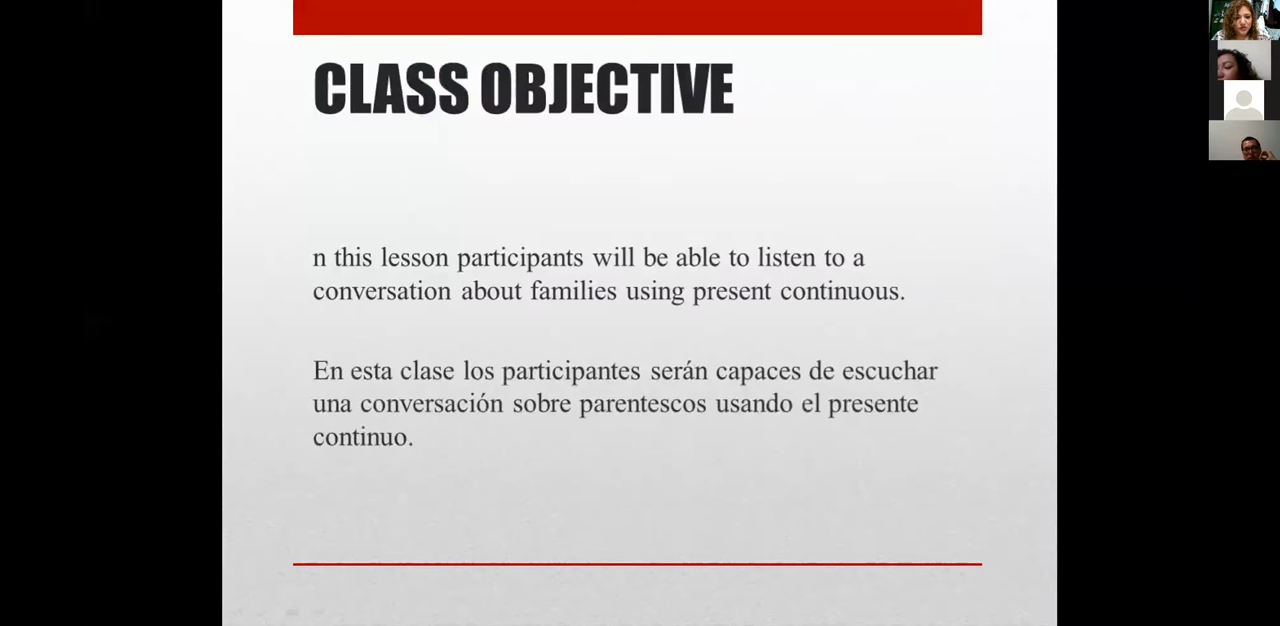 CLASS OBJECTIVE
n this lesson participants will be able to listen to a
conversation about families using present continuous.
En esta clase los participantes serán capaces de escuchar
una conversación sobre parentescos usando el presente
continuo.